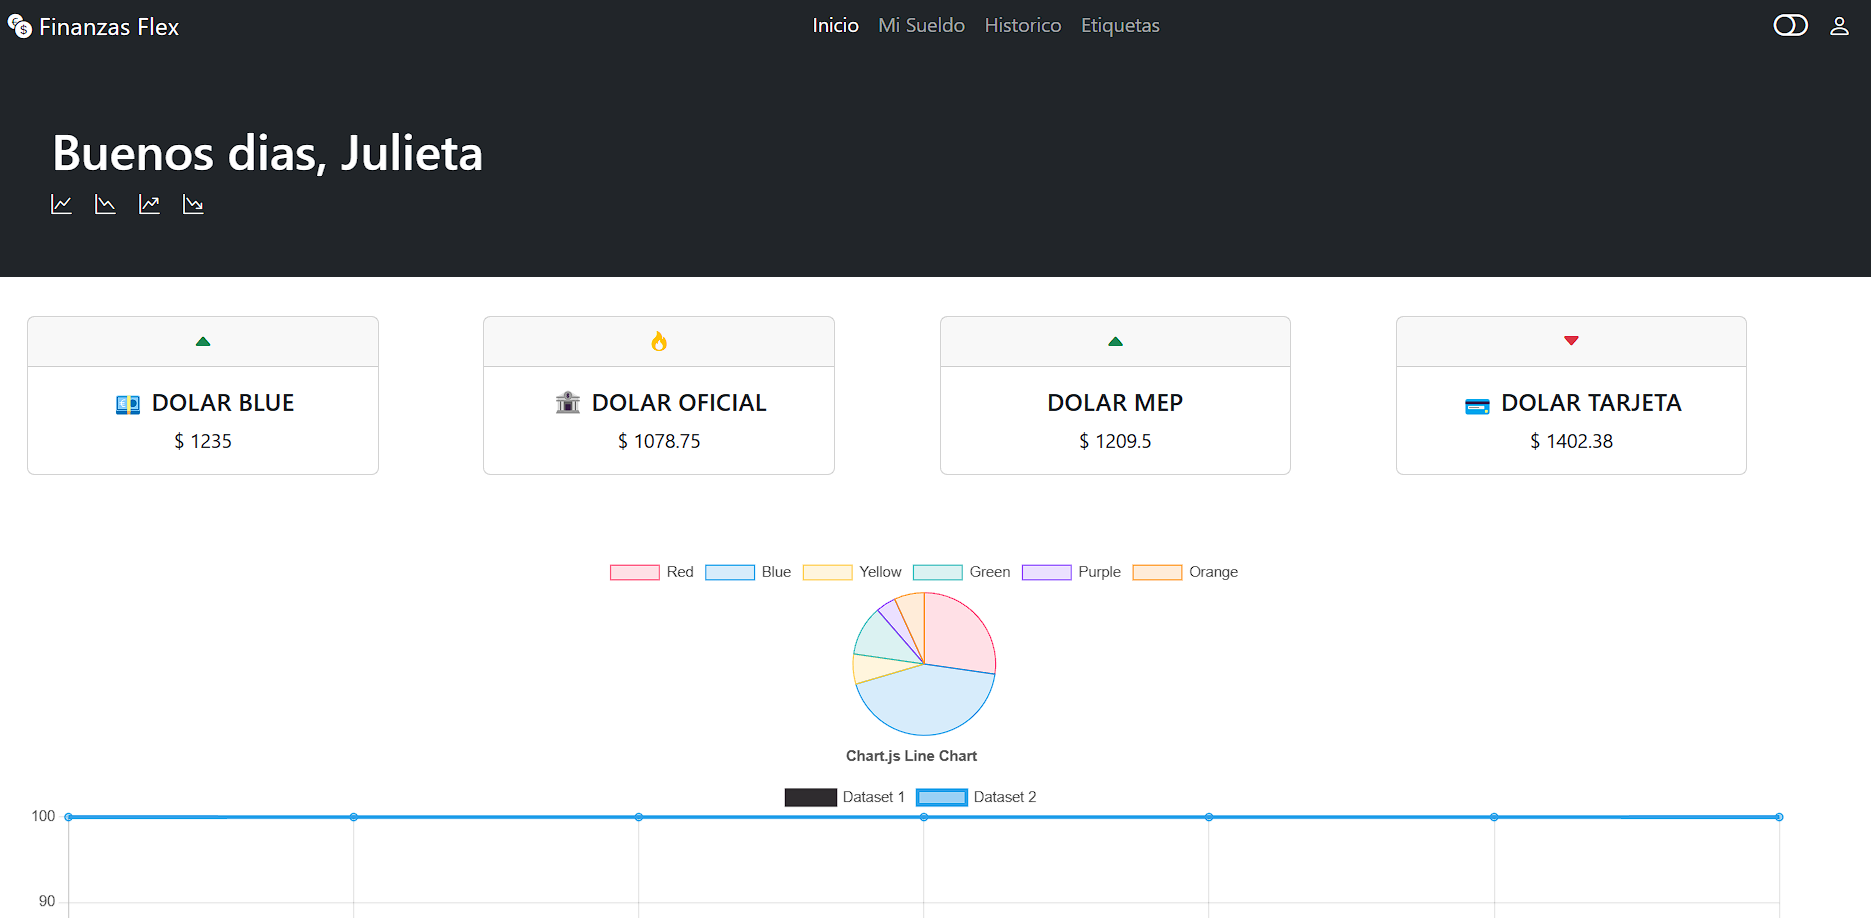 Finanzas Flex
Inicio Mi Sueldo Historico Etiquetas
Buenos dias, Julieta
DOLAR BLUE
$ 1235
DOLAR OFICIAL
$ 1078.75
DOLAR MEP
$ 1209.5
DOLAR TARJETA
$ 1402.38
Red Blue Yellow Green Purple Orange
Chart.js Line Chart
Dataset 1 Dataset 2
100
90